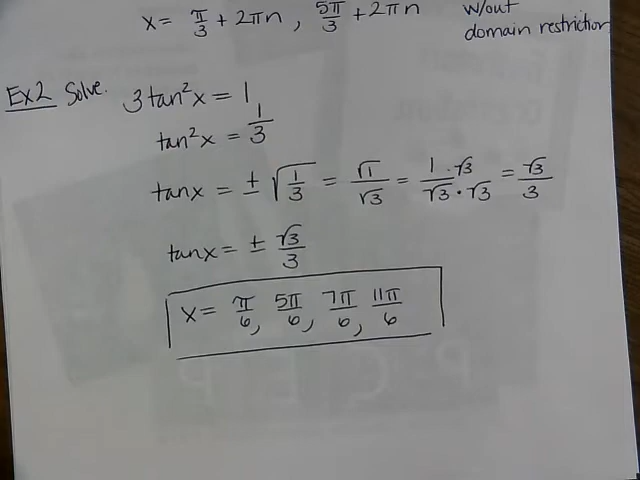 x = π/3 + 2πn , 5π/3 + 2πn w/out
domain restriction
Ex2 Solve. 3tan²x = 1
tan²x = 1/3
tanx = ± √(1/3) = √1/√3 = 1·√3/√3·√3 = √3/3
tanx = ± √3/3
x = π/6, 5π/6, 7π/6, 11π/6